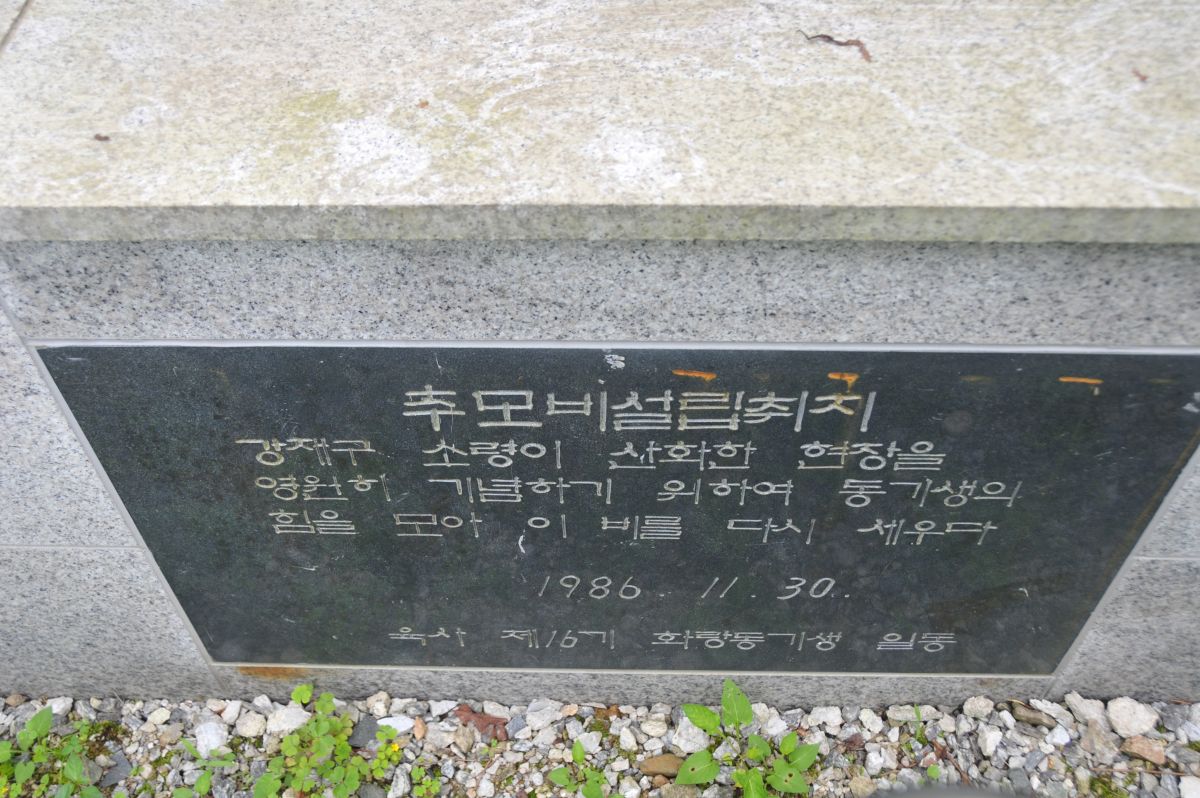 추모비설립취지
강재구 소령이 산화한 현장을
영원히 기념하기 위하여 동기생의
힘을 모아 이 비를 다시 세우다
1986. 11. 30.
육사 제16기 화랑동기생 일동